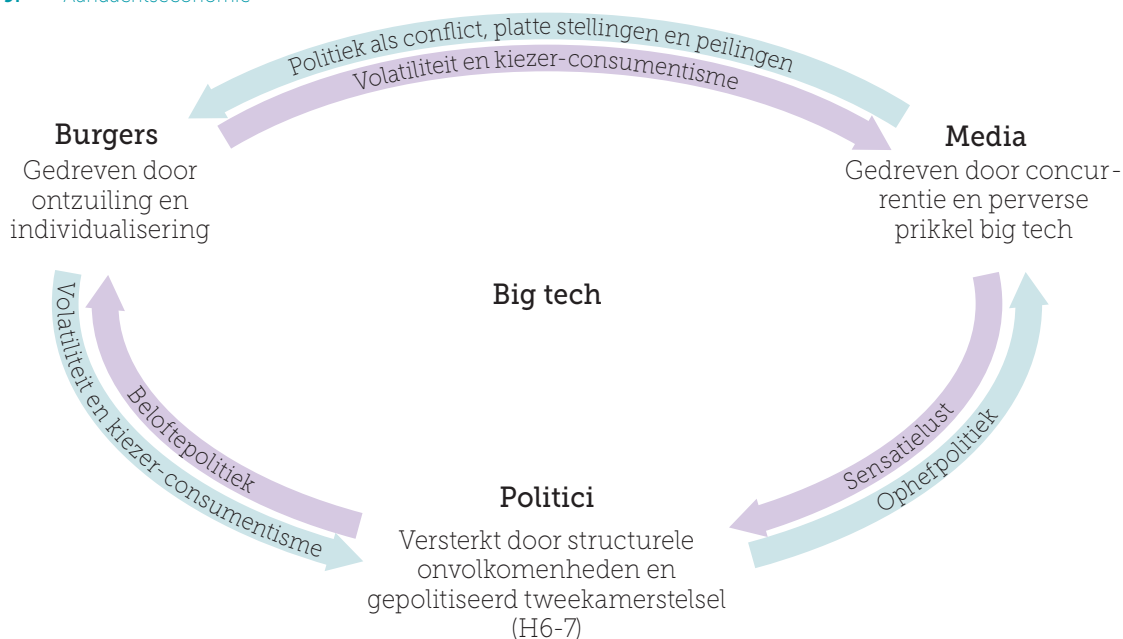 Aandachtseconomie
Politiek als conflict, platte stellingen en peilingen
Volatiliteit en kiezer-consumentisme
Burgers
Gedreven door
ontzuiling en
individualisering
Media
Gedreven door concur-
rentie en perverse
prikkel big tech
Big tech
Volatiliteit en kiezer-consumentisme
Beloftepolitiek
Sensatielust
Ophefpolitiek
Politici
Versterkt door structurele
onvolkomenheden en
gepolitiseerd tweekamerstelsel
(H6-7)